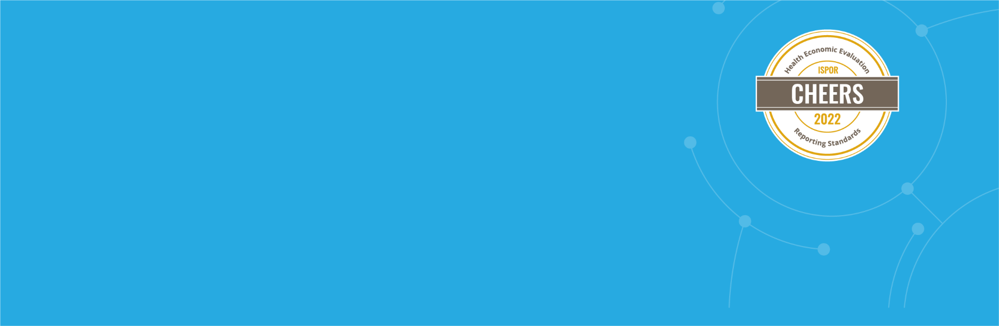 Health Economic Evaluation
ISPOR
CHEERS
2022
Reporting Standards